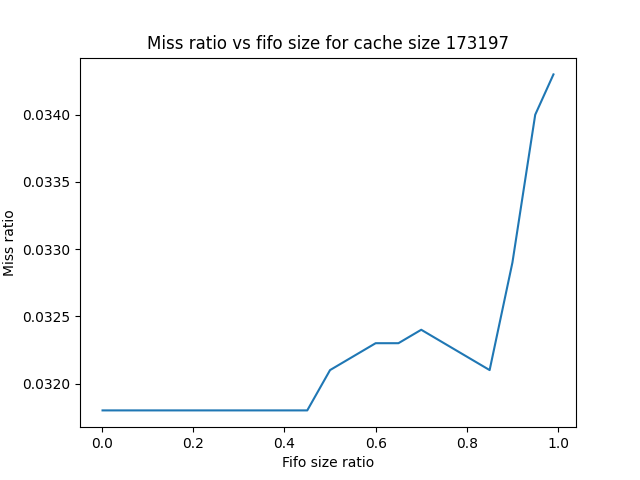 Miss ratio vs fifo size for cache size 173197
0.0340
0.0335
0.0330
0.0325
0.0320
Miss ratio
0.0 0.2 0.4 0.6 0.8 1.0
Fifo size ratio